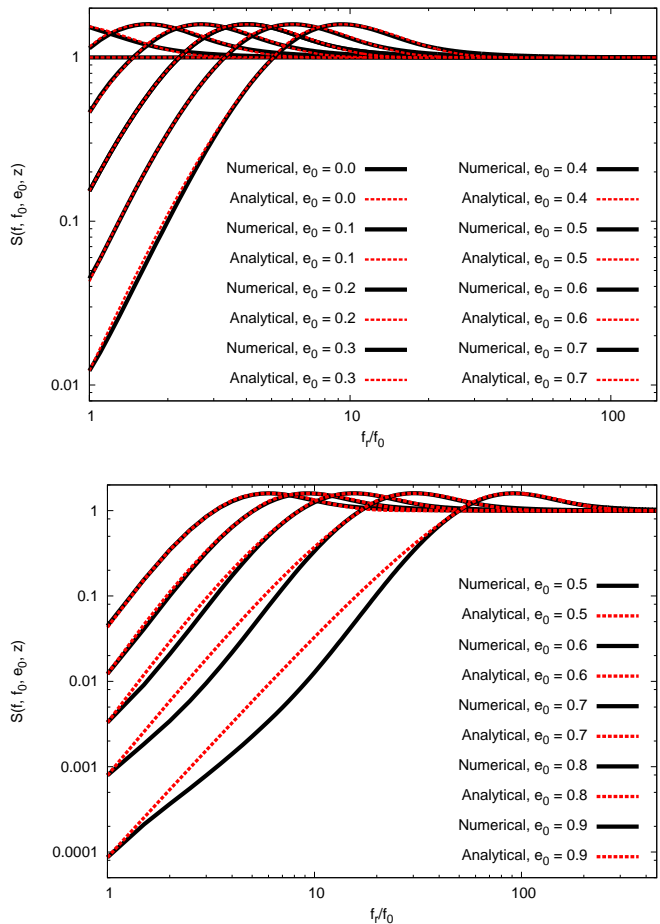 S(f, f0, e0, z)
1
0.1
0.01
Numerical, e0 = 0.0
Analytical, e0 = 0.0
Numerical, e0 = 0.1
Analytical, e0 = 0.1
Numerical, e0 = 0.2
Analytical, e0 = 0.2
Numerical, e0 = 0.3
Analytical, e0 = 0.3
Numerical, e0 = 0.4
Analytical, e0 = 0.4
Numerical, e0 = 0.5
Analytical, e0 = 0.5
Numerical, e0 = 0.6
Analytical, e0 = 0.6
Numerical, e0 = 0.7
Analytical, e0 = 0.7
1 10 100
fr/f0
S(f, f0, e0, z)
1
0.1
0.01
0.001
0.0001
Numerical, e0 = 0.5
Analytical, e0 = 0.5
Numerical, e0 = 0.6
Analytical, e0 = 0.6
Numerical, e0 = 0.7
Analytical, e0 = 0.7
Numerical, e0 = 0.8
Analytical, e0 = 0.8
Numerical, e0 = 0.9
Analytical, e0 = 0.9
1 10 100
fr/f0